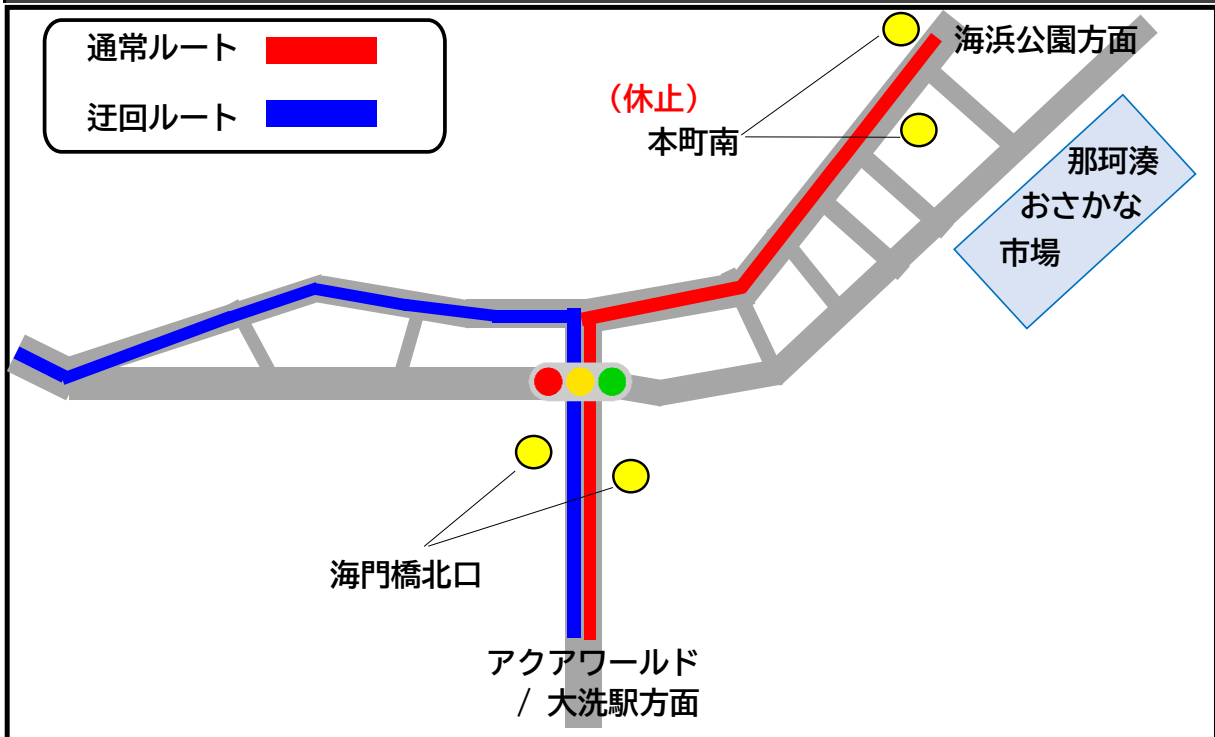 通常ルート
迂回ルート
海浜公園方面
（休止）
本町南
那珂湊
おさかな
市場
海門橋北口
アクアワールド
/ 大洗駅方面